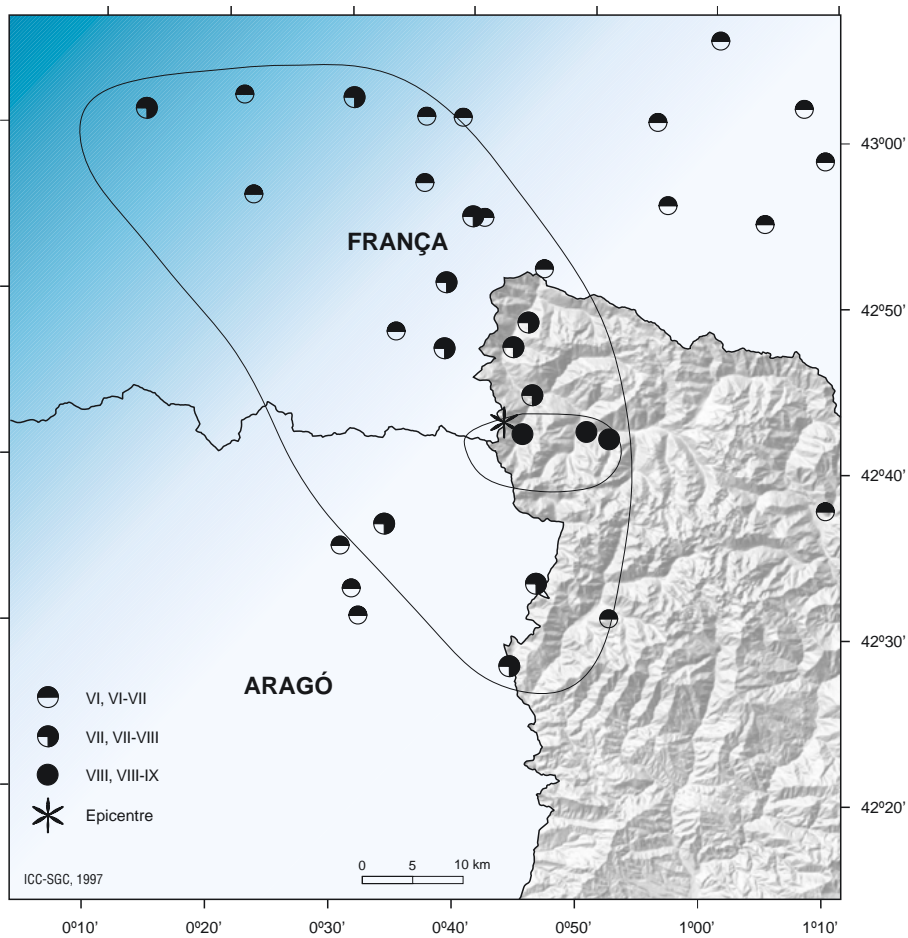 FRANÇA
43º00’
42º50’
42º40’
42º30’
42º20’
ARAGÓ
VI, VI-VII
VII, VII-VIII
VIII, VIII-IX
Epicentre
ICC-SGC, 1997
0 5 10 km
0º10’ 0º20’ 0º30’ 0º40’ 0º50’ 1º00’ 1º10’